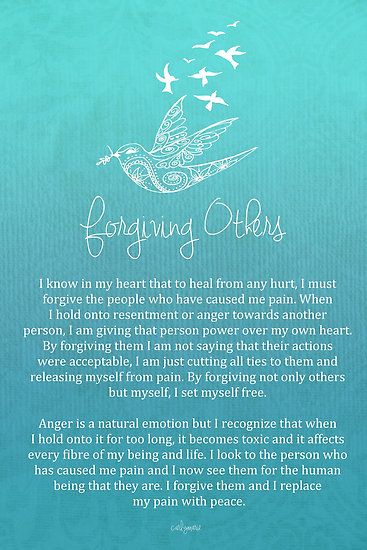 Forgiving Others
I know in my heart that to heal from any hurt, I must
forgive the people who have caused me pain. When
I hold onto resentment or anger towards another
person, I am giving that person power over my own heart.
By forgiving them I am not saying that their actions
were acceptable, I am just cutting all ties to them and
releasing myself from pain. By forgiving not only others
but myself, I set myself free.
Anger is a natural emotion but I recognize that when
I hold onto it for too long, it becomes toxic and it affects
every fibre of my being and life. I look to the person who
has caused me pain and I now see them for the human
being that they are. I forgive them and I replace
my pain with peace.